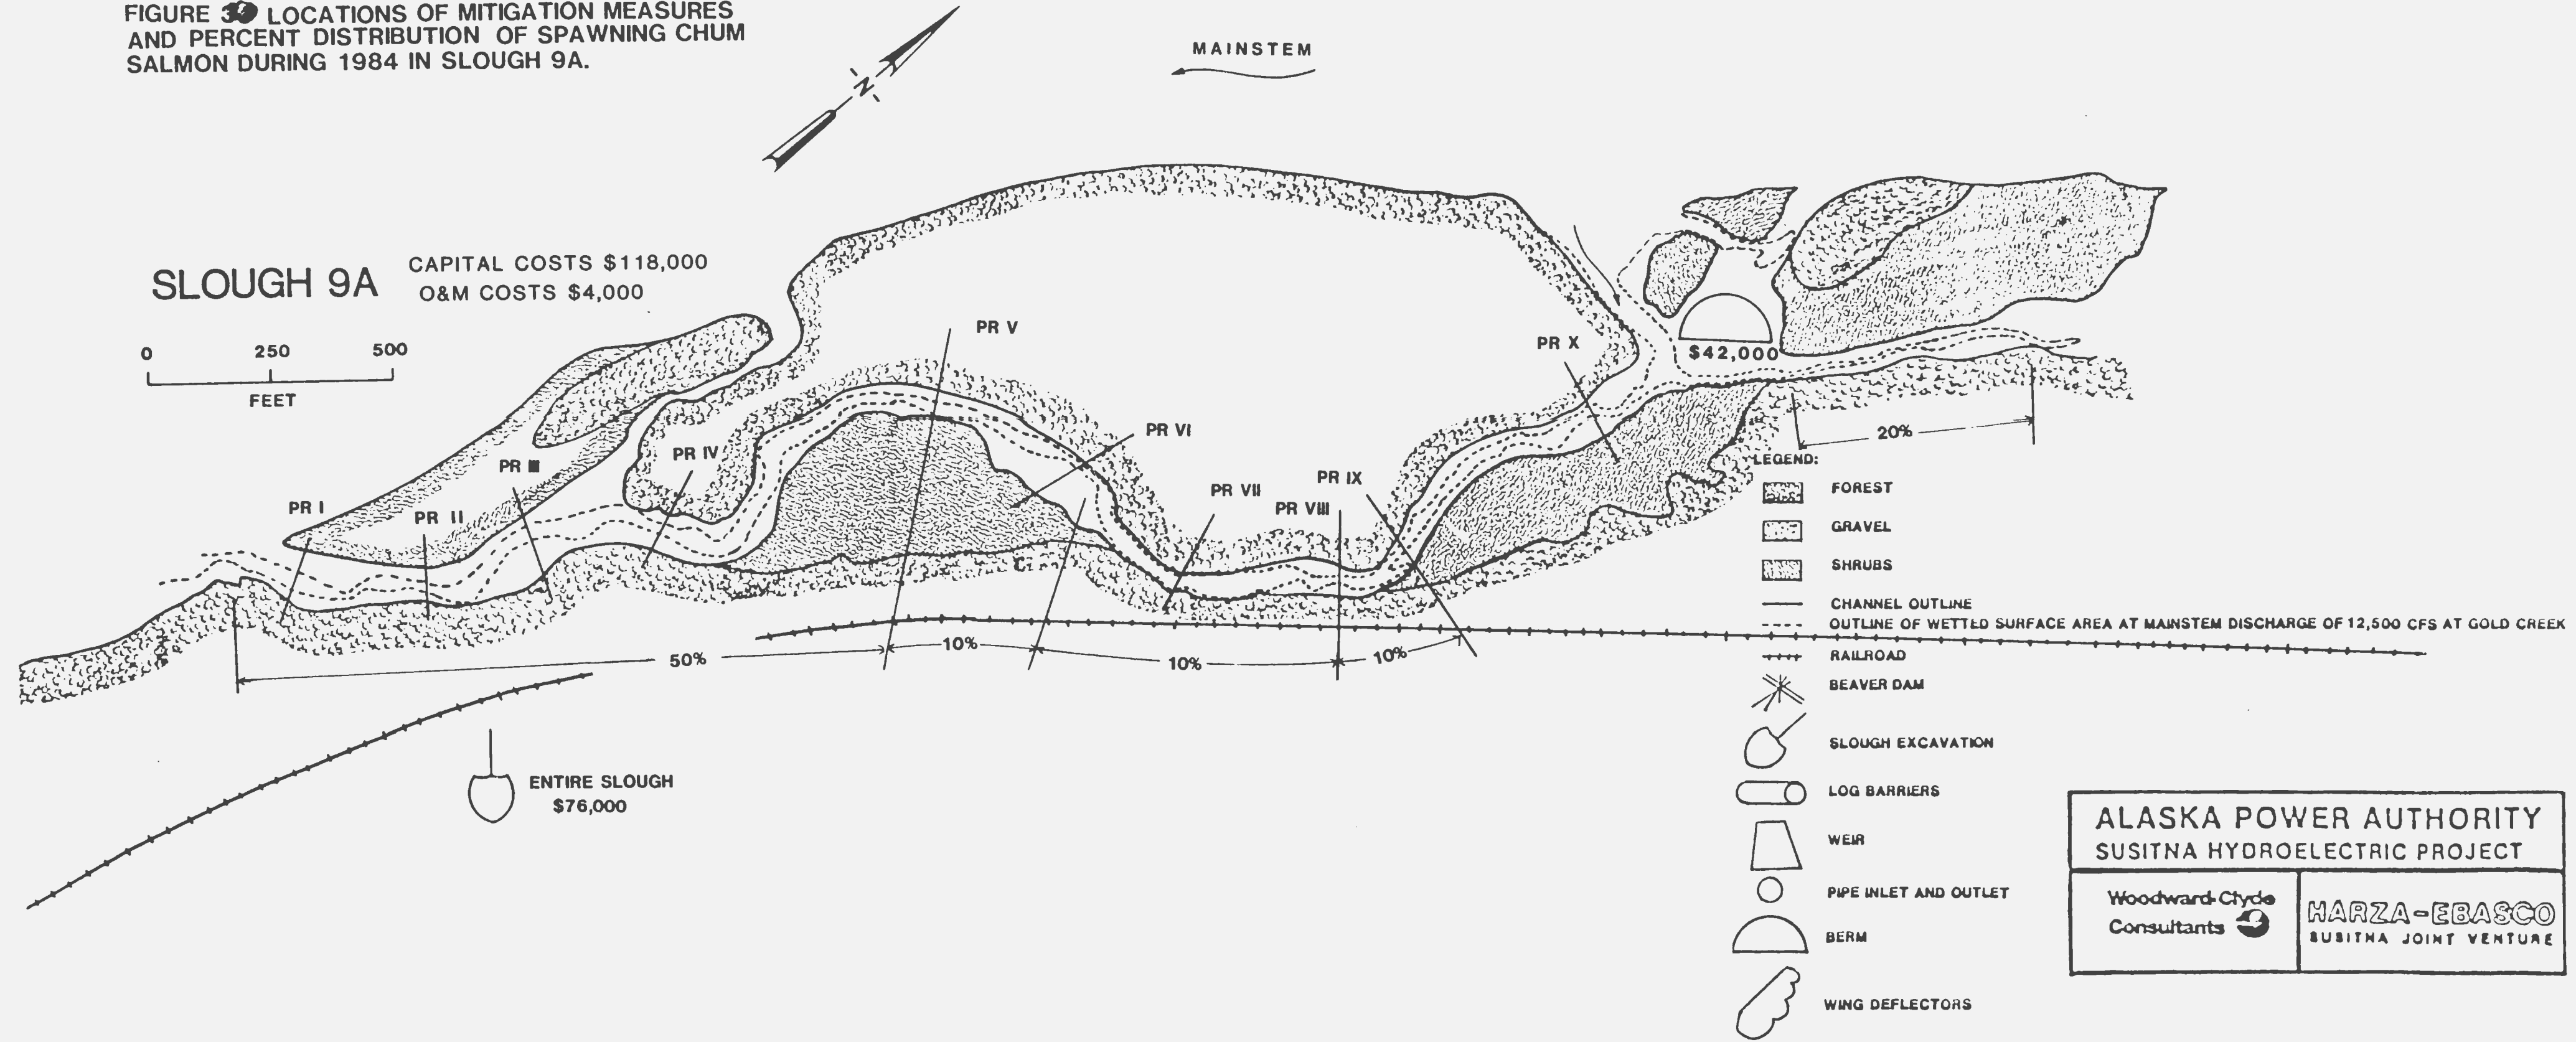 FIGURE LOCATIONS OF MITIGATION MEASURES
AND PERCENT DISTRIBUTION OF SPAWNING CHUM
SALMON DURING 1984 IN SLOUGH 9A.
N
MAINSTEM
SLOUGH 9A
CAPITAL COSTS $118,000
O&M COSTS $4,000
0 250 500
FEET
PR I
PR II
PR III
PR IV
PR V
PR VI
PR VII
PR VIII
PR IX
PR X
$42,000
20%
50%
10%
10%
10%
ENTIRE SLOUGH
$76,000
LEGEND:
FOREST
GRAVEL
SHRUBS
CHANNEL OUTLINE
OUTLINE OF WETTED SURFACE AREA AT MAINSTEM DISCHARGE OF 12,500 CFS AT GOLD CREEK
RAILROAD
BEAVER DAM
SLOUGH EXCAVATION
LOG BARRIERS
WEIR
PIPE INLET AND OUTLET
BERM
WING DEFLECTORS
ALASKA POWER AUTHORITY
SUSITNA HYDROELECTRIC PROJECT
Woodward-Clyde
Consultants
HARZA-EBASCO
SUSITNA JOINT VENTURE